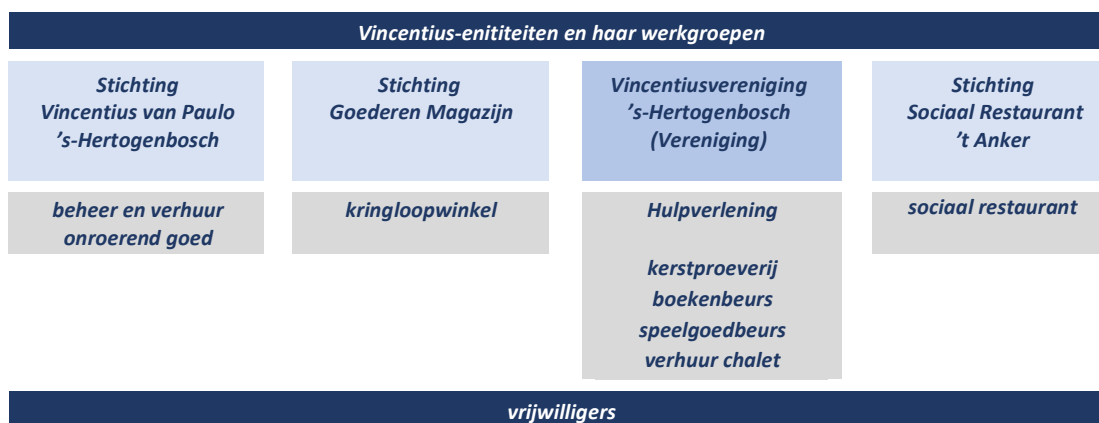 Vincentius-enititeiten en haar werkgroepen
Stichting
Vincentius van Paulo
's-Hertogenbosch
Stichting
Goederen Magazijn
Vincentiusvereniging
's-Hertogenbosch
(Vereniging)
Stichting
Sociaal Restaurant
't Anker
beheer en verhuur
onroerend goed
kringloopwinkel
Hulpverlening
kerstproeverij
boekenbeurs
speelgoedbeurs
verhuur chalet
sociaal restaurant
vrijwilligers